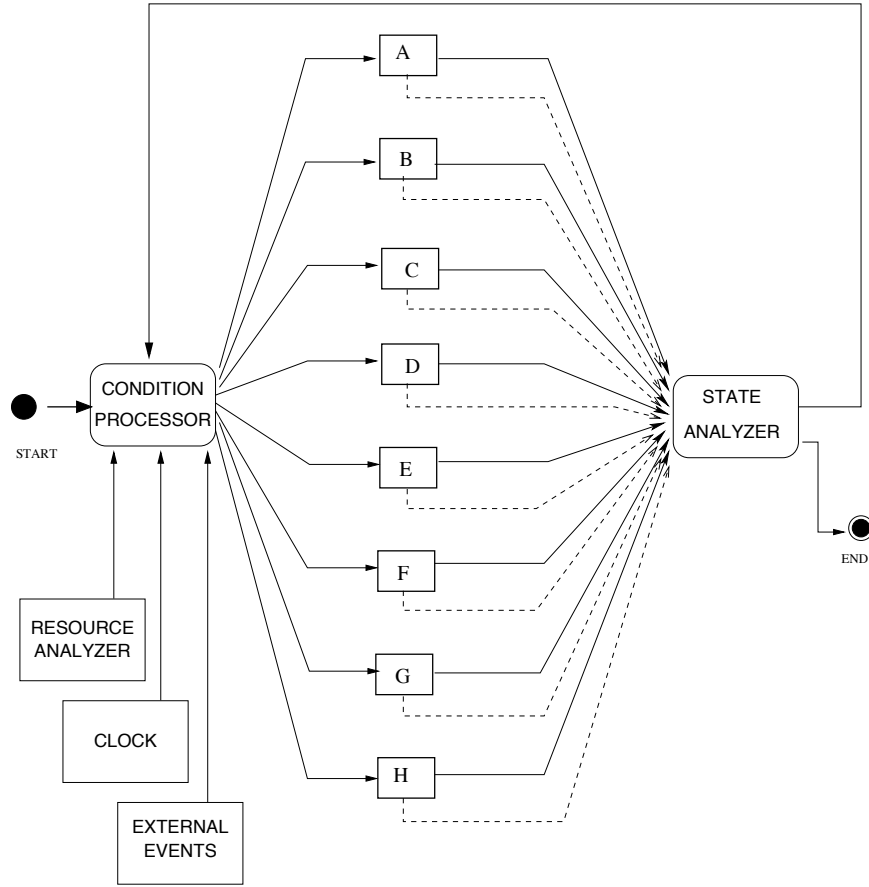 A
B
C
D
E
F
G
H
CONDITION
PROCESSOR
STATE
ANALYZER
START
END
RESOURCE
ANALYZER
CLOCK
EXTERNAL
EVENTS